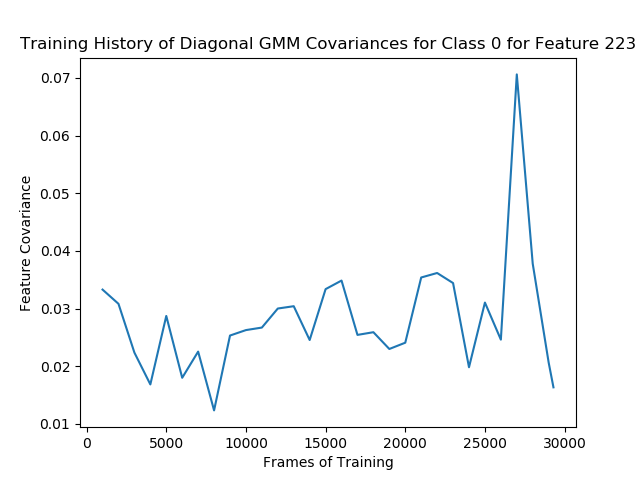 Training History of Diagonal GMM Covariances for Class 0 for Feature 223
0.07
0.06
0.05
0.04
0.03
0.02
0.01
Feature Covariance
0 5000 10000 15000 20000 25000 30000
Frames of Training